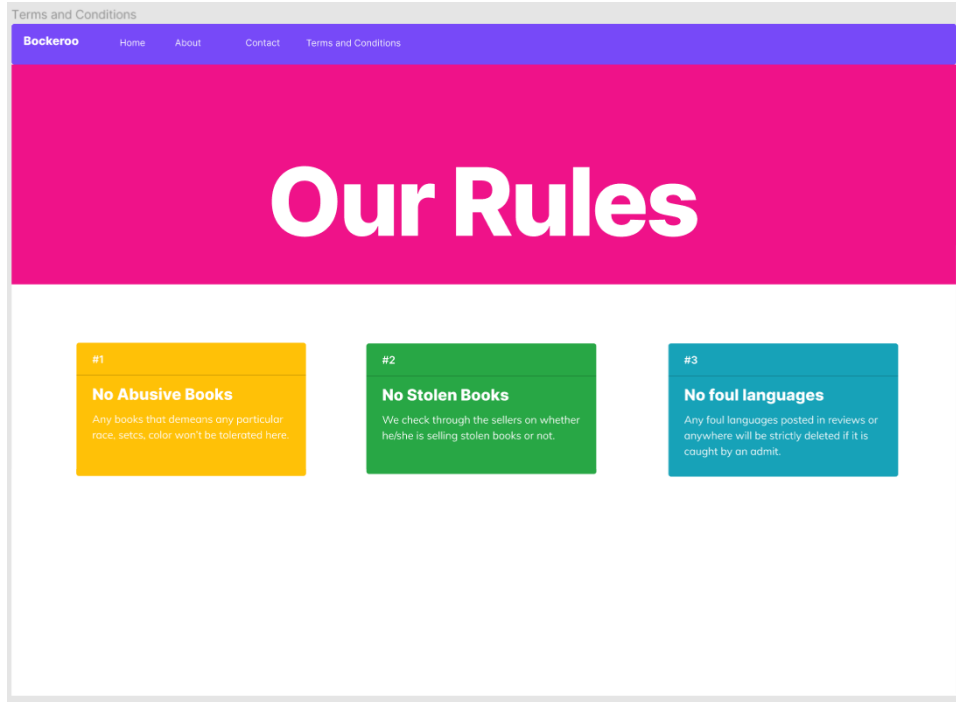 Terms and Conditions
Bockeroo Home About Contact Terms and Conditions
Our Rules
#1
No Abusive Books
Any books that demeans any particular
race, setcs, color won't be tolerated here.
#2
No Stolen Books
We check through the sellers on whether
he/she is selling stolen books or not.
#3
No foul languages
Any foul languages posted in reviews or
anywhere will be strictly deleted if it is
caught by an admit.